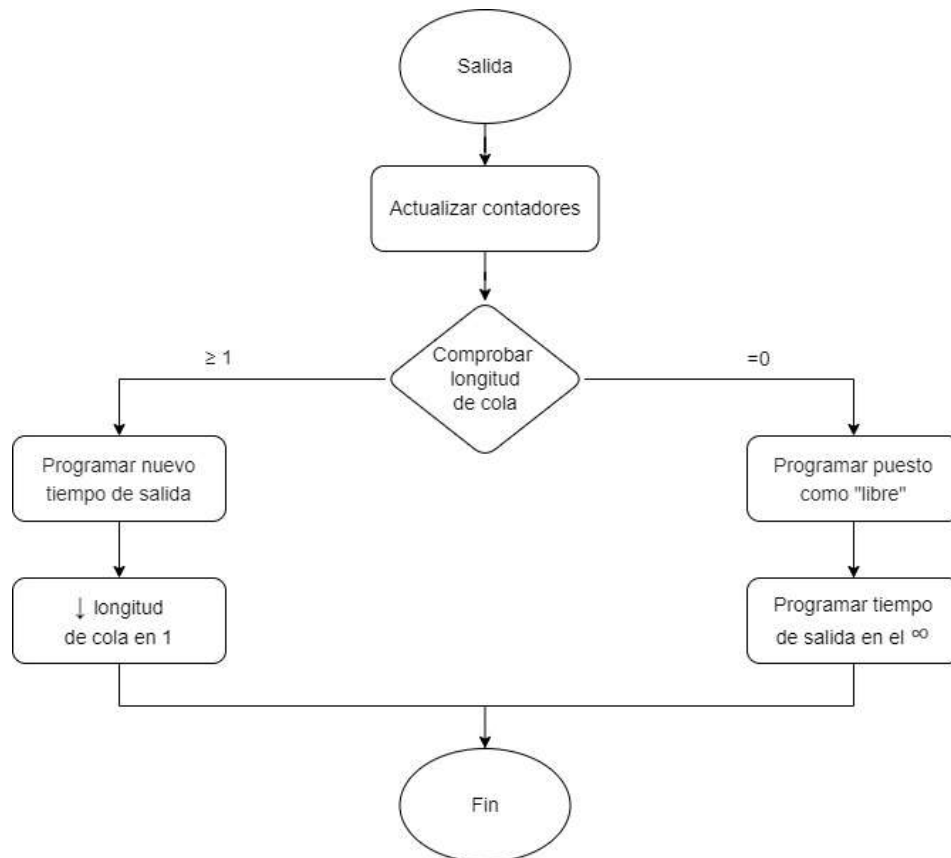 Salida
Actualizar contadores
Comprobar
longitud
de cola
≥ 1
=0
Programar nuevo
tiempo de salida
↓ longitud
de cola en 1
Programar puesto
como "libre"
Programar tiempo
de salida en el ∞
Fin